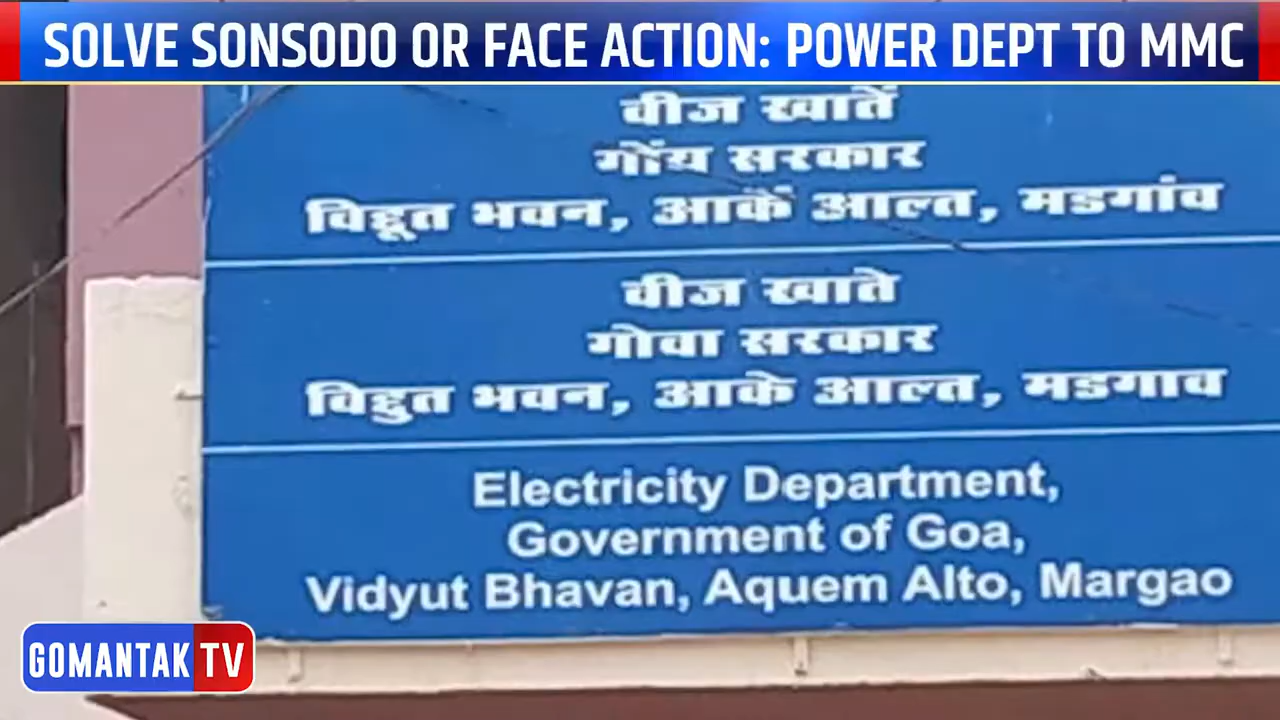 SOLVE SONSODO OR FACE ACTION: POWER DEPT TO MMC
वीज खातें
गोंय सरकार
विद्दूत भवन, आकें आल्त, मडगांव
वीज खाते
गोवा सरकार
विद्दुत भवन, आके आल्त, मडगाव
Electricity Department,
Government of Goa,
Vidyut Bhavan, Aquem Alto, Margao
GOMANTAK TV